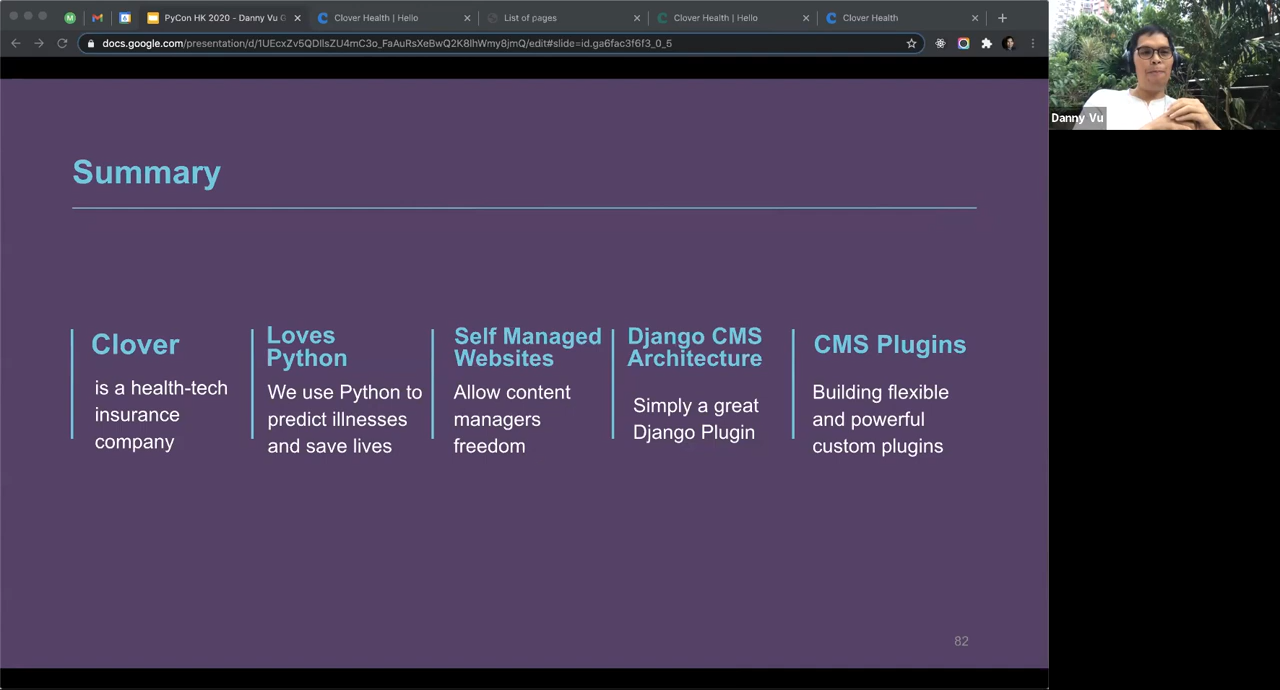 PyCon HK 2020 - Danny Vu G
Clover Health | Hello
List of pages
Clover Health | Hello
Clover Health
docs.google.com/presentation/d/1UEcxZv5QDIlsZU4mC3o_FaAuRsXeBwQ2K8IhWmy8jmQ/edit#slide=id.ga6fac3f6f3_0_5
Danny Vu
Summary
Clover
is a health-tech
insurance
company
Loves
Python
We use Python to
predict illnesses
and save lives
Self Managed
Websites
Allow content
managers
freedom
Django CMS
Architecture
Simply a great
Django Plugin
CMS Plugins
Building flexible
and powerful
custom plugins
82